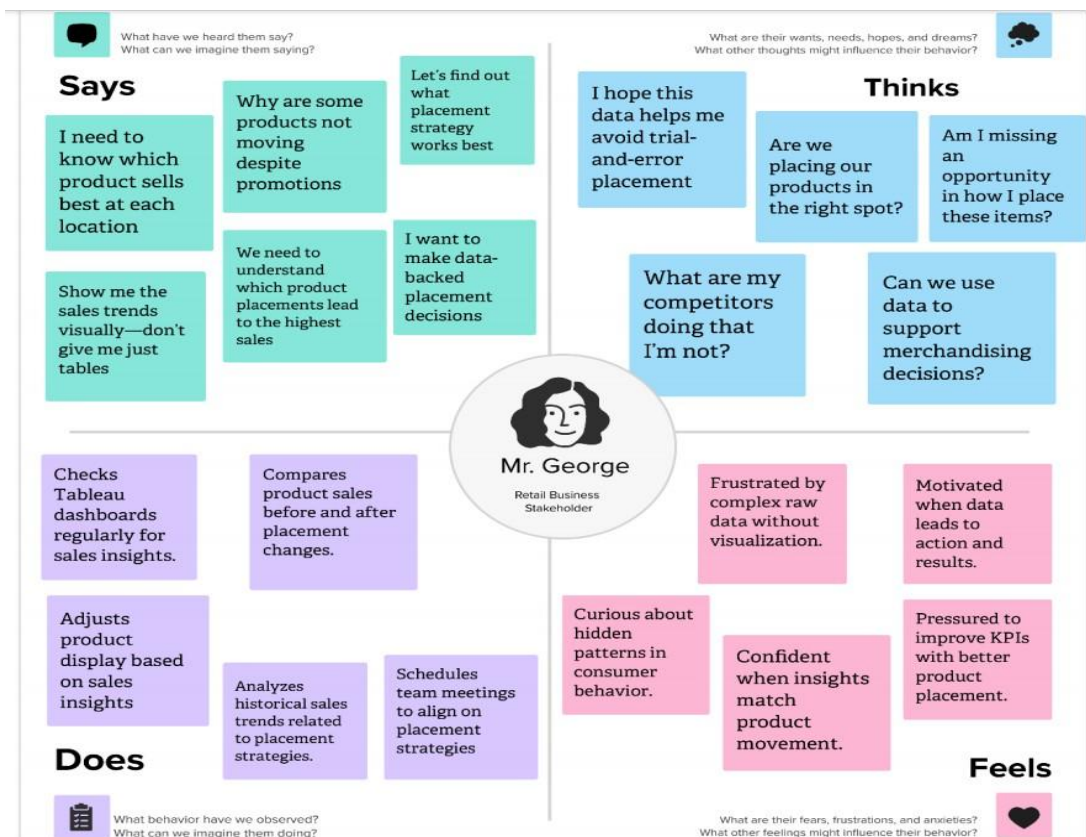 What have we heard them say?
What can we imagine them saying?
Says
I need to
know which
product sells
best at each
location
Why are some
products not
moving
despite
promotions
Let's find out
what
placement
strategy
works best
Show me the
sales trends
visually—don't
give me just
tables
We need to
understand
which product
placements lead
to the highest
sales
I want to
make data-
backed
placement
decisions
What are their wants, needs, hopes, and dreams?
What other thoughts might influence their behavior?
Thinks
I hope this
data helps me
avoid trial-
and-error
placement
Are we
placing our
products in
the right spot?
Am I missing
an
opportunity
in how I place
these items?
What are my
competitors
doing that
I'm not?
Can we use
data to
support
merchandising
decisions?
Mr. George
Retail Business
Stakeholder
Checks
Tableau
dashboards
regularly for
sales insights.
Compares
product sales
before and after
placement
changes.
Adjusts
product
display based
on sales
insights
Analyzes
historical sales
trends related
to placement
strategies.
Schedules
team meetings
to align on
placement
strategies
Does
What behavior have we observed?
What can we imagine them doing?
Frustrated by
complex raw
data without
visualization.
Motivated
when data
leads to
action and
results.
Curious about
hidden
patterns in
consumer
behavior.
Confident
when insights
match
product
movement.
Pressured to
improve KPIs
with better
product
placement.
Feels
What are their fears, frustrations, and anxieties?
What other feelings might influence their behavior?